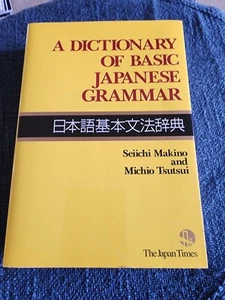 A DICTIONARY
OF BASIC
JAPANESE
GRAMMAR
日本語基本文法辞典
Seiichi Makino
and
Michio Tsutsui
The Japan Times